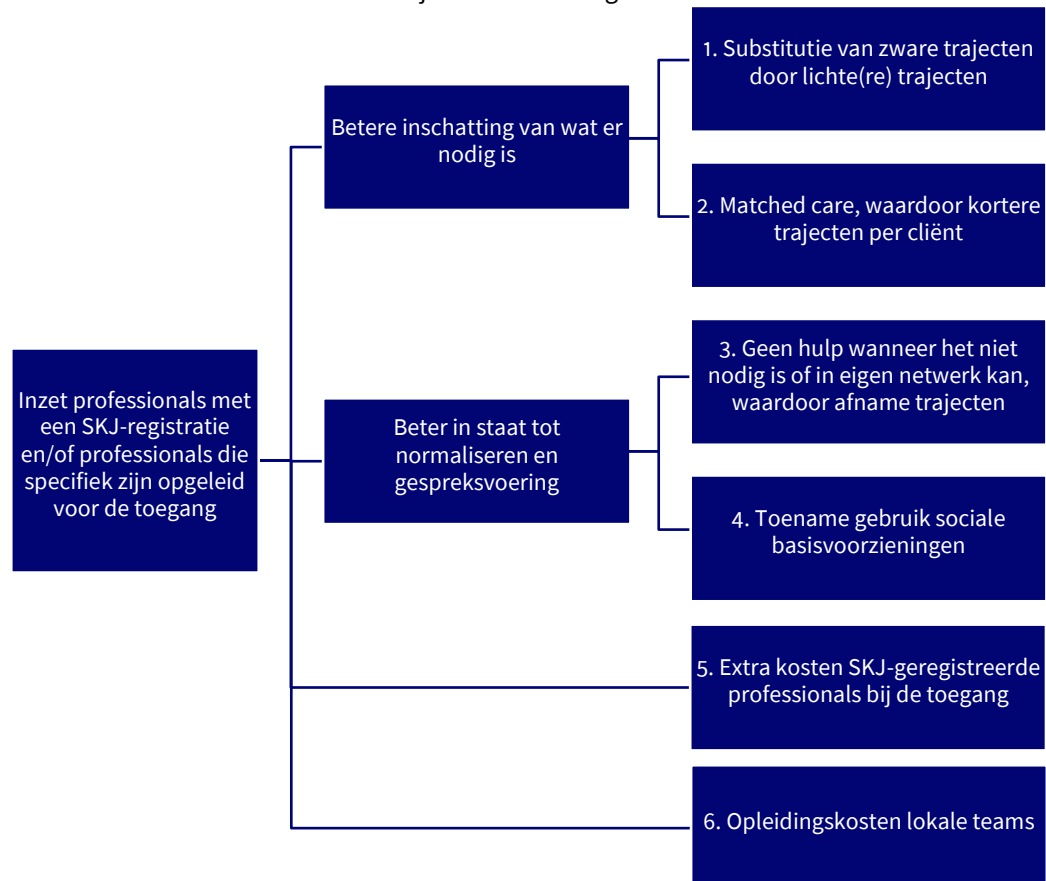 1. Substitutie van zware trajecten
door lichte(re) trajecten
Betere inschatting van wat er
nodig is
2. Matched care, waardoor kortere
trajecten per cliënt
3. Geen hulp wanneer het niet
nodig is of in eigen netwerk kan,
waardoor afname trajecten
Inzet professionals met
een SKJ-registratie
en/of professionals die
specifiek zijn opgeleid
voor de toegang
Beter in staat tot
normaliseren en
gespreksvoering
4. Toename gebruik sociale
basisvoorzieningen
5. Extra kosten SKJ-geregistreerde
professionals bij de toegang
6. Opleidingskosten lokale teams